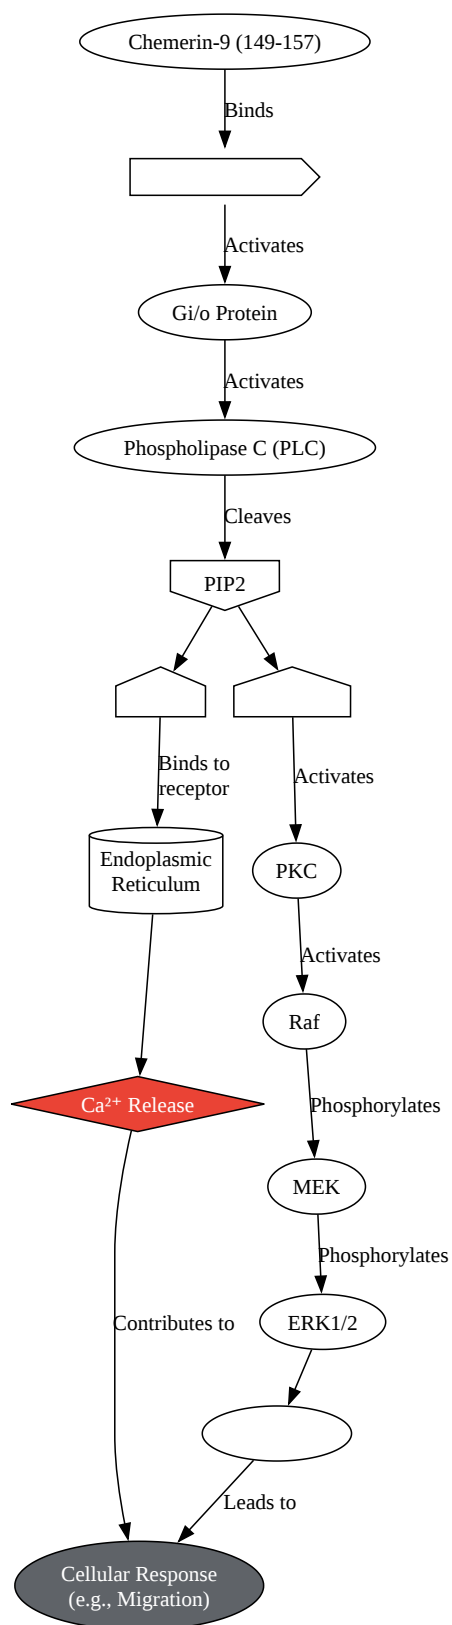 Chemerin-9 (149-157)
Binds
Activates
Gi/o Protein
Activates
Phospholipase C (PLC)
Cleaves
PIP2
Binds to
receptor
Activates
Endoplasmic
Reticulum
PKC
Activates
Raf
Ca²⁺ Release
Phosphorylates
MEK
Phosphorylates
Contributes to
ERK1/2
Leads to
Cellular Response
(e.g., Migration)